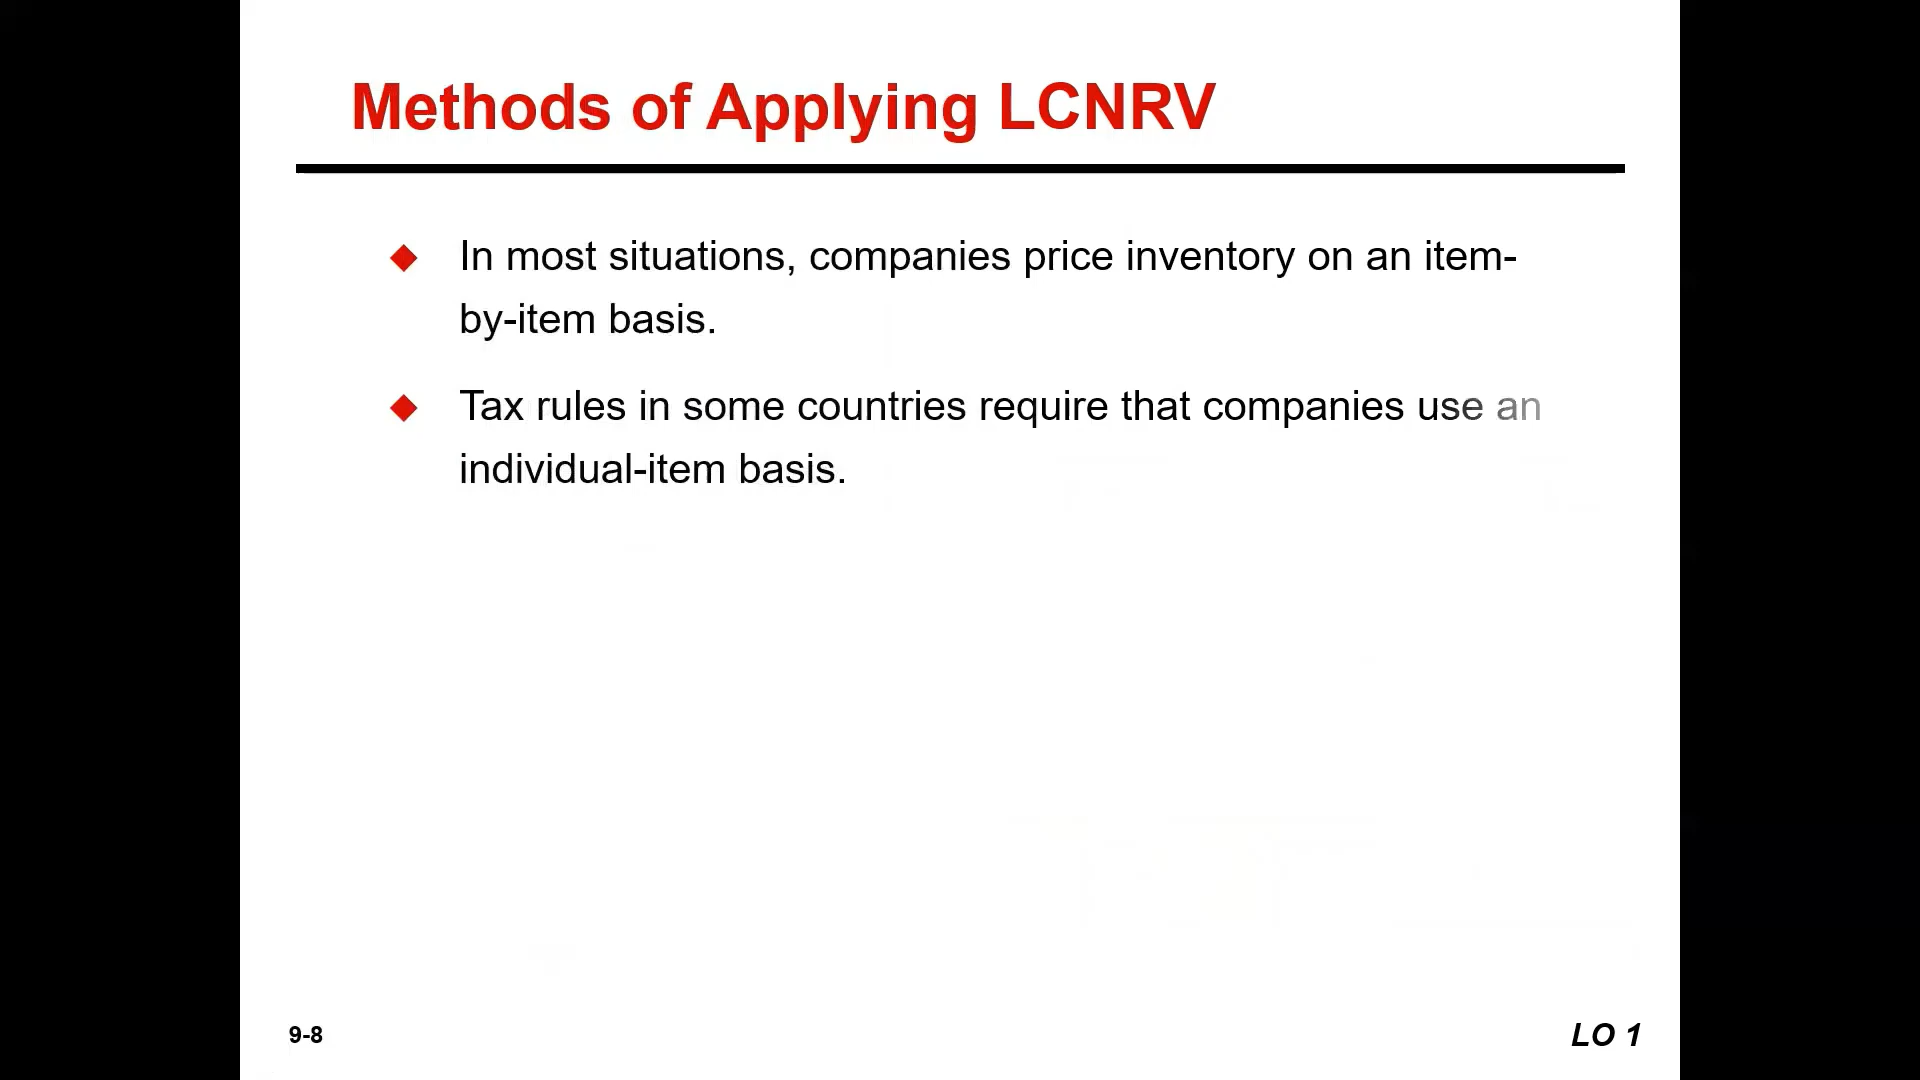 Methods of Applying LCNRV
In most situations, companies price inventory on an item-
by-item basis.
Tax rules in some countries require that companies use an
individual-item basis.
9-8
LO 1